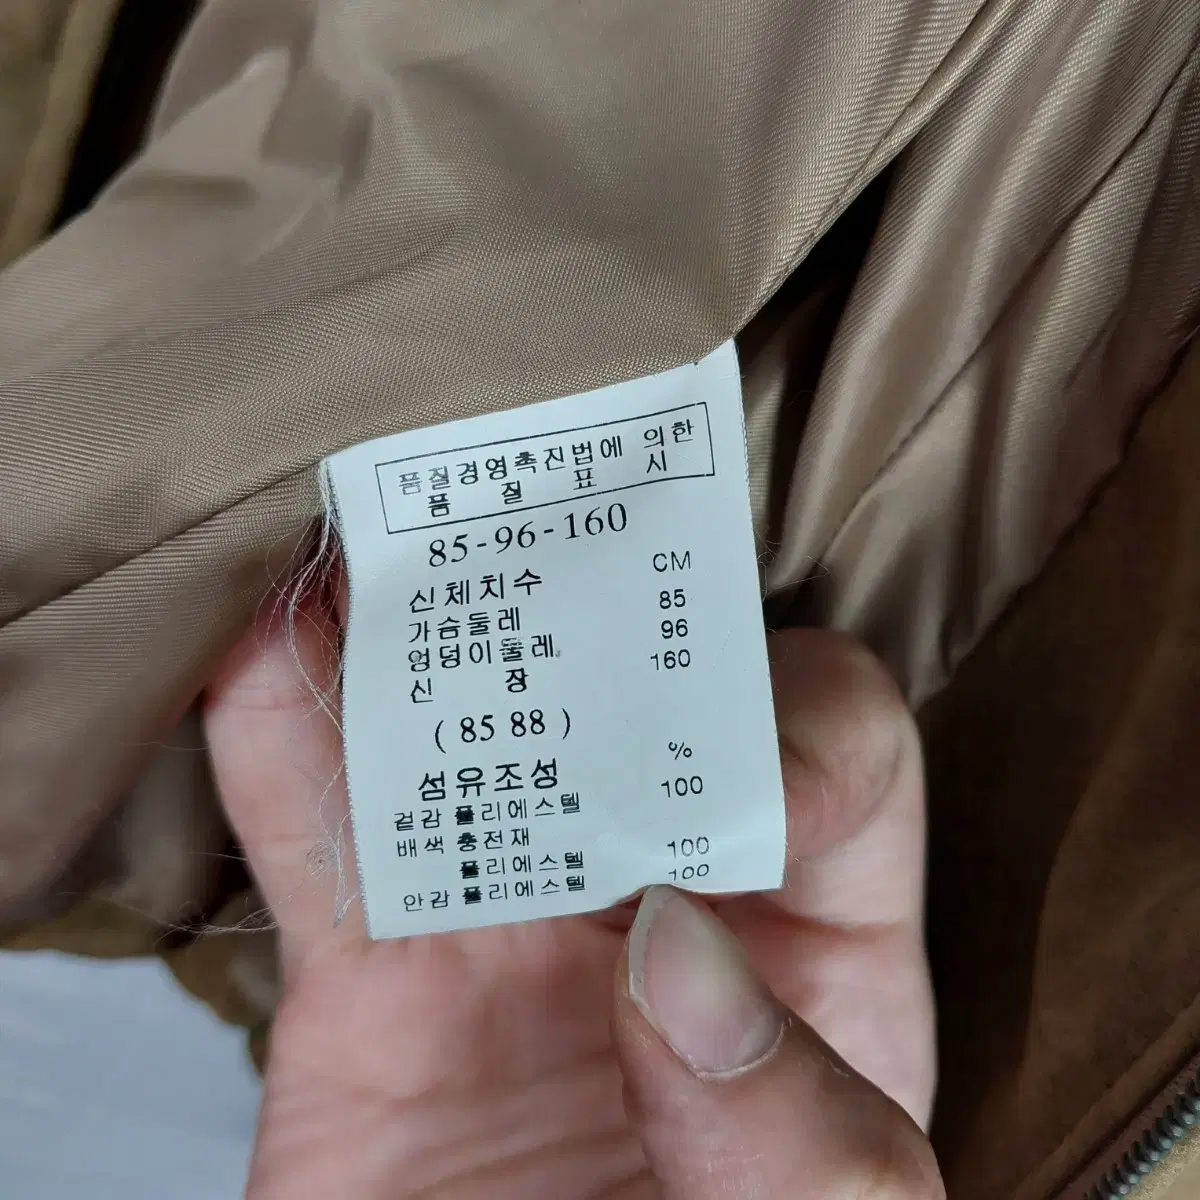 품질경영촉진법에 의한
품 질 표 시
85-96-160
신체치수 CM
가슴둘레 85
엉덩이둘레 96
신 장 160
( 85 88 )
섬유조성 %
겉감 폴리에스텔 100
배색 충전재
폴리에스텔 100
안감 폴리에스텔 100